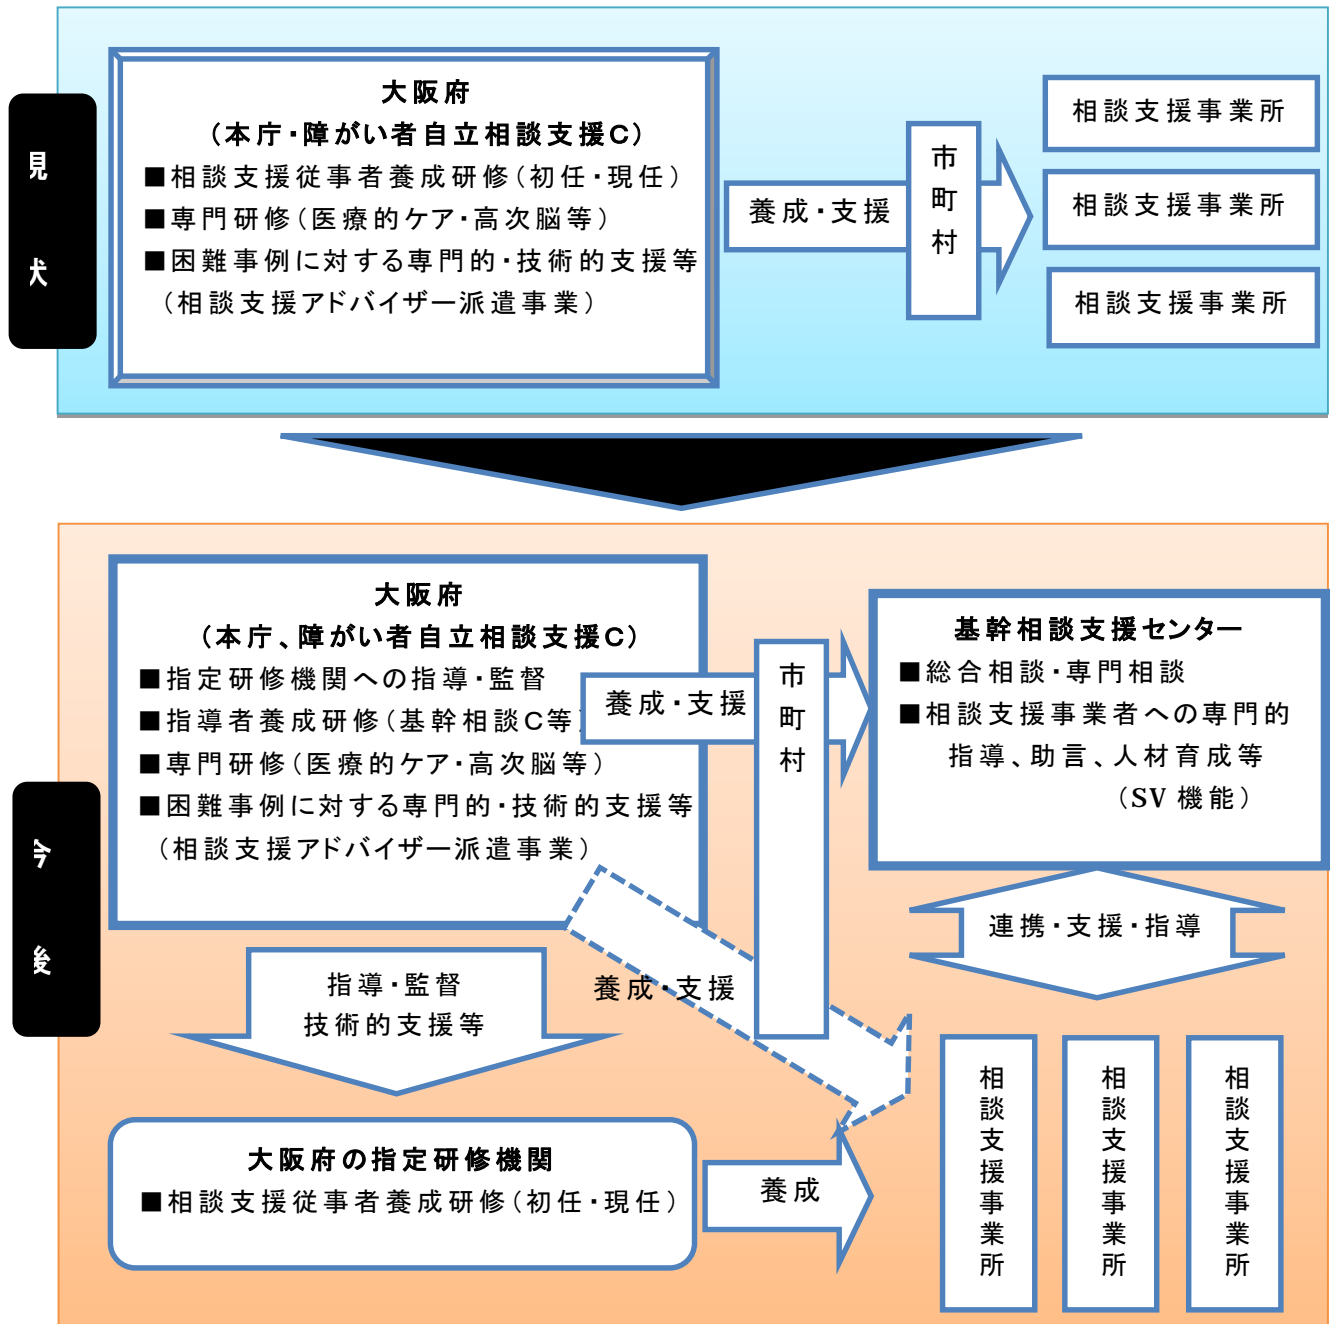 現状
大阪府
（本庁・障がい者自立相談支援C）
■相談支援従事者養成研修（初任・現任）
■専門研修（医療的ケア・高次脳等）
■困難事例に対する専門的・技術的支援等
（相談支援アドバイザー派遣事業）
養成・支援
市町村
相談支援事業所
相談支援事業所
相談支援事業所
今後
大阪府
（本庁、障がい者自立相談支援C）
■指定研修機関への指導・監督
■指導者養成研修（基幹相談C等）
■専門研修（医療的ケア・高次脳等）
■困難事例に対する専門的・技術的支援等
（相談支援アドバイザー派遣事業）
養成・支援
市町村
基幹相談支援センター
■総合相談・専門相談
■相談支援事業者への専門的
指導、助言、人材育成等
（SV 機能）
連携・支援・指導
指導・監督
技術的支援等
養成・支援
大阪府の指定研修機関
■相談支援従事者養成研修（初任・現任）
養成
相談支援事業所
相談支援事業所
相談支援事業所